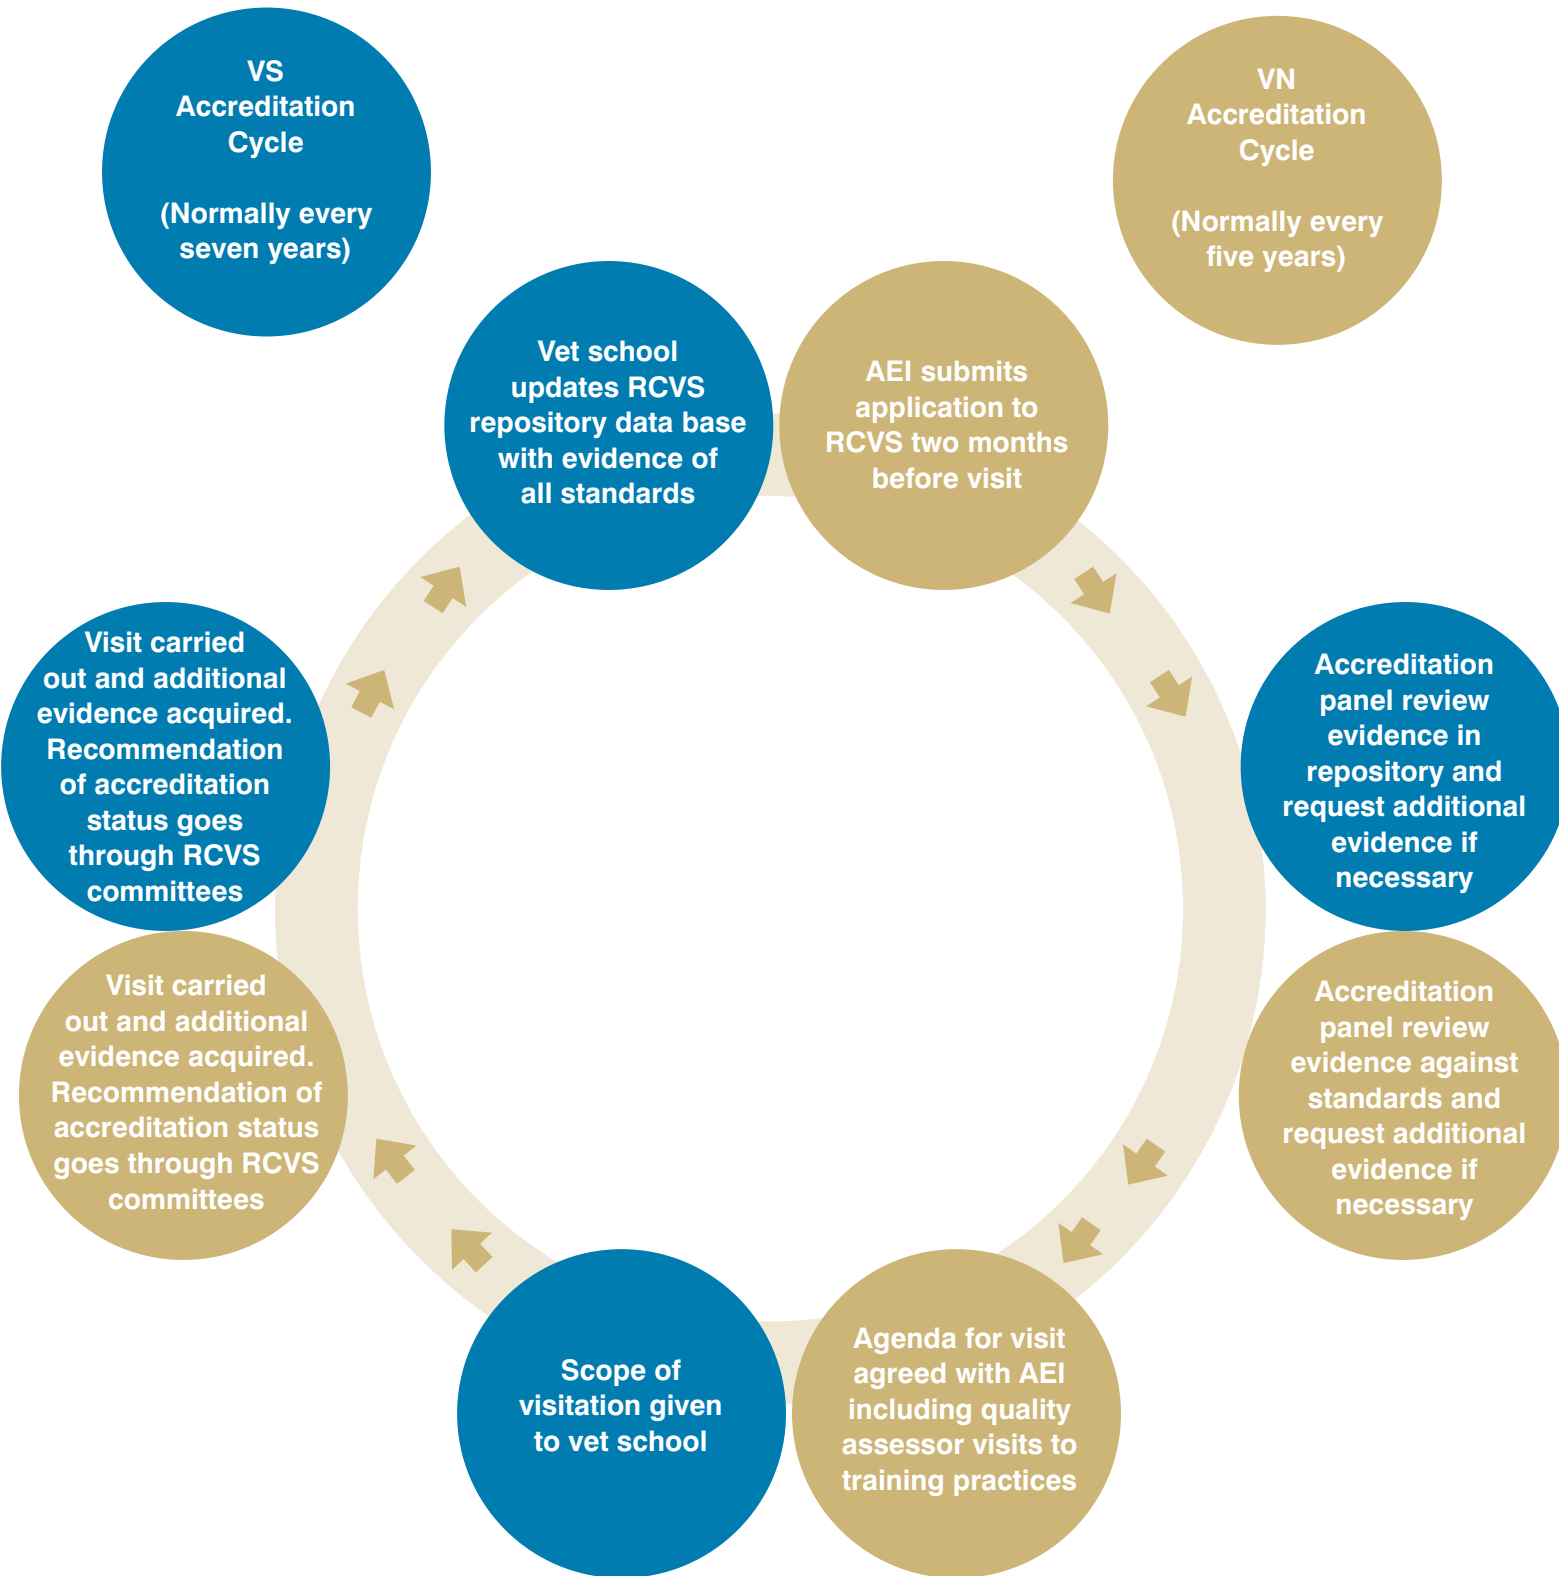 VS
Accreditation
Cycle
(Normally every
seven years)
VN
Accreditation
Cycle
(Normally every
five years)
Vet school
updates RCVS
repository data base
with evidence of
all standards
AEI submits
application to
RCVS two months
before visit
Accreditation
panel review
evidence in
repository and
request additional
evidence if
necessary
Accreditation
panel review
evidence against
standards and
request additional
evidence if
necessary
Agenda for visit
agreed with AEI
including quality
assessor visits to
training practices
Scope of
visitation given
to vet school
Visit carried
out and additional
evidence acquired.
Recommendation of
accreditation status
goes through RCVS
committees
Visit carried
out and additional
evidence acquired.
Recommendation
of accreditation
status goes
through RCVS
committees